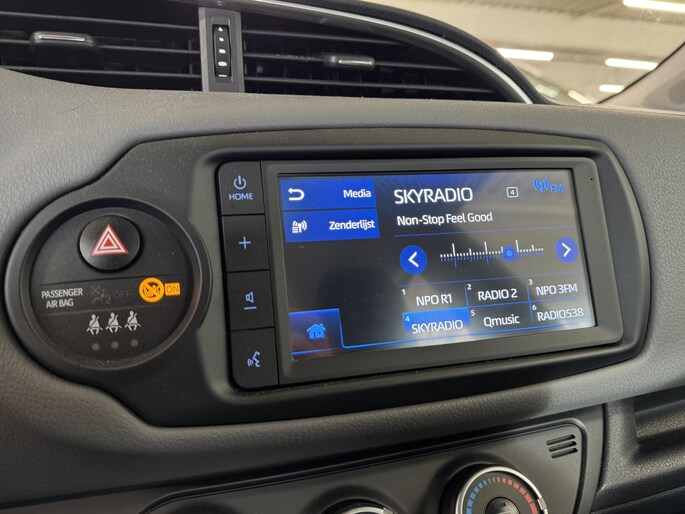 HOME
Media
Zenderlijst
SKYRADIO
4
Non-Stop Feel Good
1 NPO R1
2 RADIO 2
3 NPO 3FM
4 SKYRADIO
5 Qmusic
6 RADIO538
PASSENGER
AIR BAG
OFF
ON